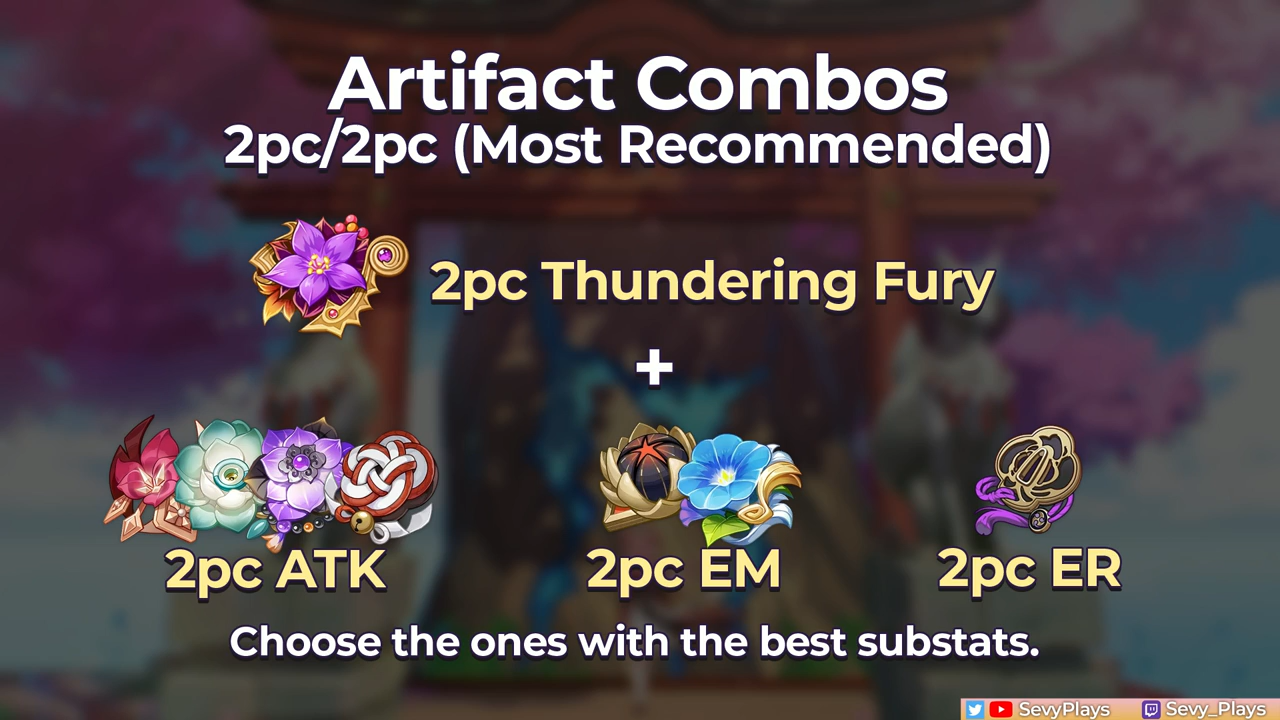 Artifact Combos
2pc/2pc (Most Recommended)
2pc Thundering Fury
+
2pc ATK
2pc EM
2pc ER
Choose the ones with the best substats.
SevyPlays
Sevy_Plays